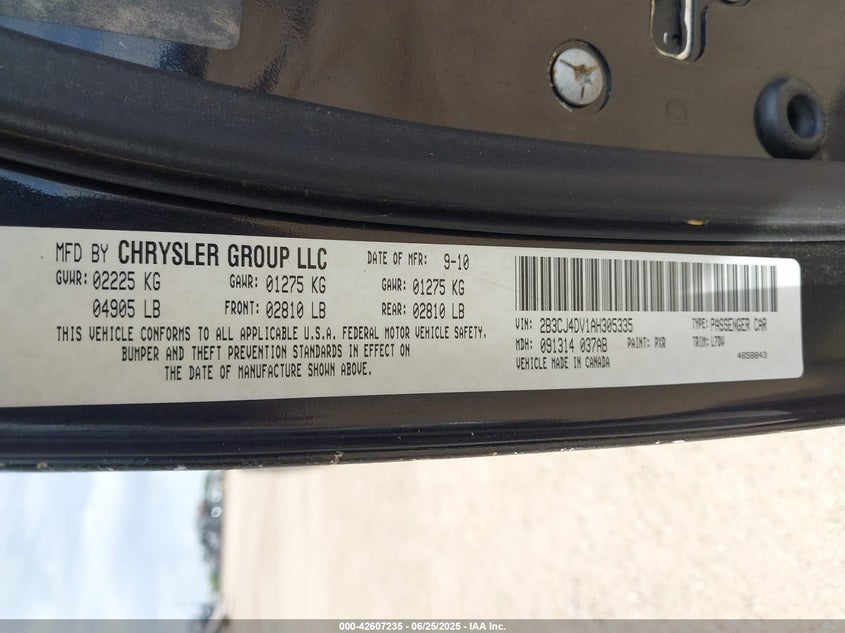 MFD BY CHRYSLER GROUP LLC DATE OF MFR: 9-10
GVWR: 02225 KG GAWR: 01275 KG GAWR: 01275 KG
04905 LB FRONT: 02810 LB REAR: 02810 LB
THIS VEHICLE CONFORMS TO ALL APPLICABLE U.S.A. FEDERAL MOTOR VEHICLE SAFETY,
BUMPER AND THEFT PREVENTION STANDARDS IN EFFECT ON
THE DATE OF MANUFACTURE SHOWN ABOVE.
VIN: 2B3CJ4DV1AH305335 TYPE: PASSENGER CAR
MDH: 091314 037AB PAINT: PXR TRIM: L7DV
VEHICLE MADE IN CANADA 4658843
000-42607235 - 06/25/2025 - IAA Inc.